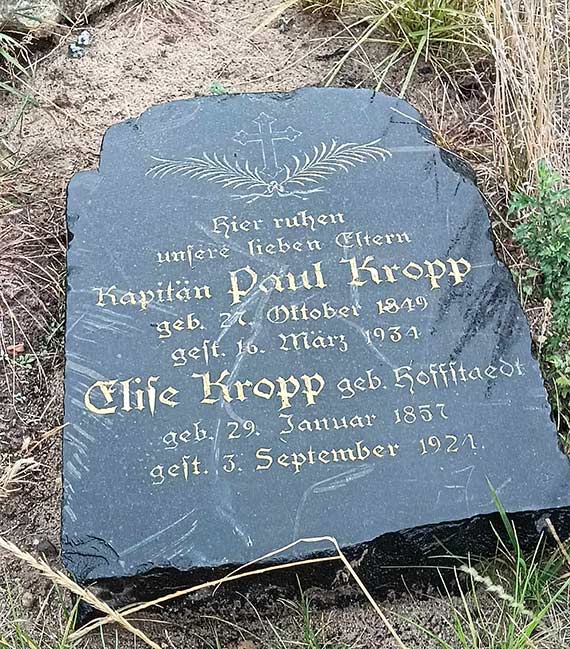 Hier ruhen
unsere lieben Eltern
Kapitän Paul Kropp
geb. 27. Oktober 1849
gest. 16. März 1934
Elise Kropp geb. Hoffstaedt
geb. 29. Januar 1857
gest. 3. September 1924.